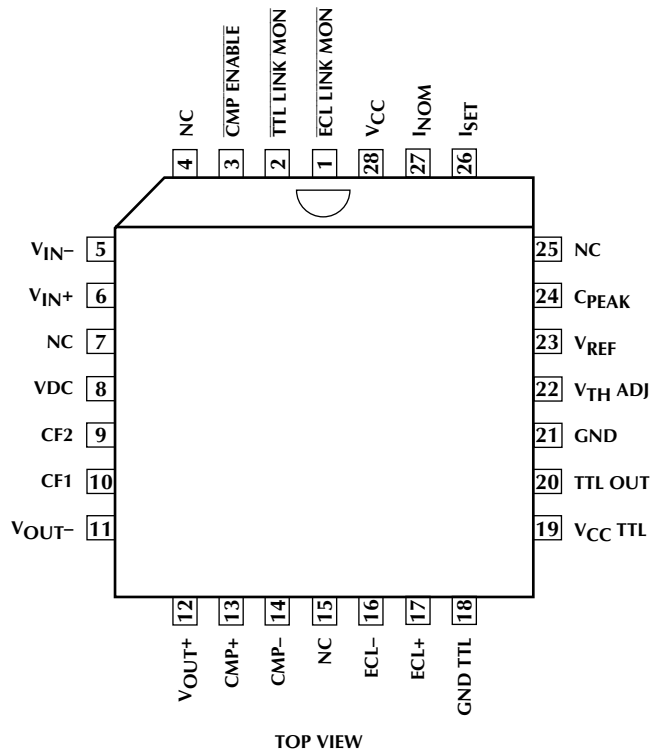 NC
CMP ENABLE
TTL LINK MON
ECL LINK MON
VCC
INOM
ISET
4
3
2
1
28
27
26
VIN– 5
VIN+ 6
NC 7
VDC 8
CF2 9
CF1 10
VOUT– 11
25 NC
24 CPEAK
23 VREF
22 VTH ADJ
21 GND
20 TTL OUT
19 VCC TTL
12
13
14
15
16
17
18
VOUT+
CMP+
CMP–
NC
ECL–
ECL+
GND TTL
TOP VIEW